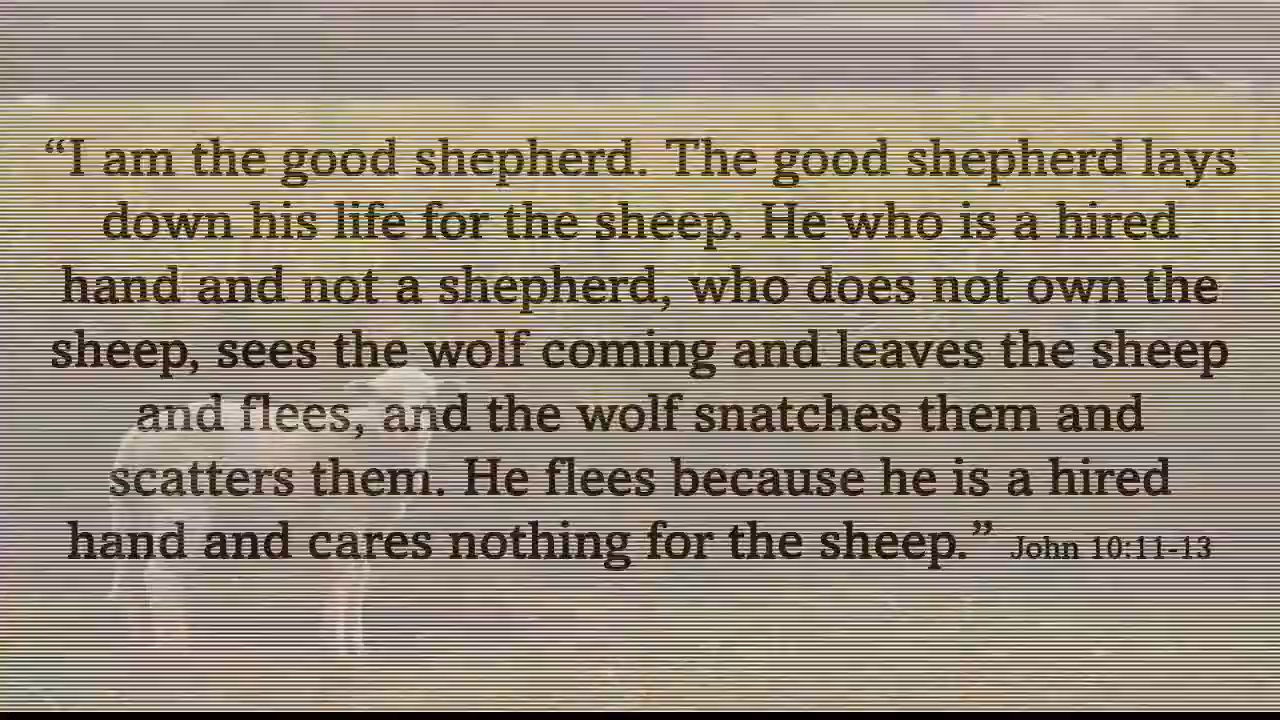 “I am the good shepherd. The good shepherd lays
down his life for the sheep. He who is a hired
hand and not a shepherd, who does not own the
sheep, sees the wolf coming and leaves the sheep
and flees, and the wolf snatches them and
scatters them. He flees because he is a hired
hand and cares nothing for the sheep.” John 10:11-13